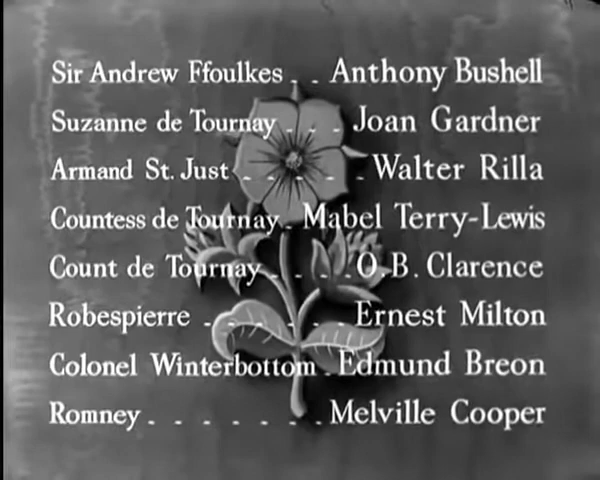 Sir Andrew Ffoulkes . . Anthony Bushell
Suzanne de Tournay . . . Joan Gardner
Armand St. Just . . . . . Walter Rilla
Countess de Tournay . Mabel Terry-Lewis
Count de Tournay . . . . O. B. Clarence
Robespierre . . . . . . Ernest Milton
Colonel Winterbottom . Edmund Breon
Romney . . . . . . . Melville Cooper